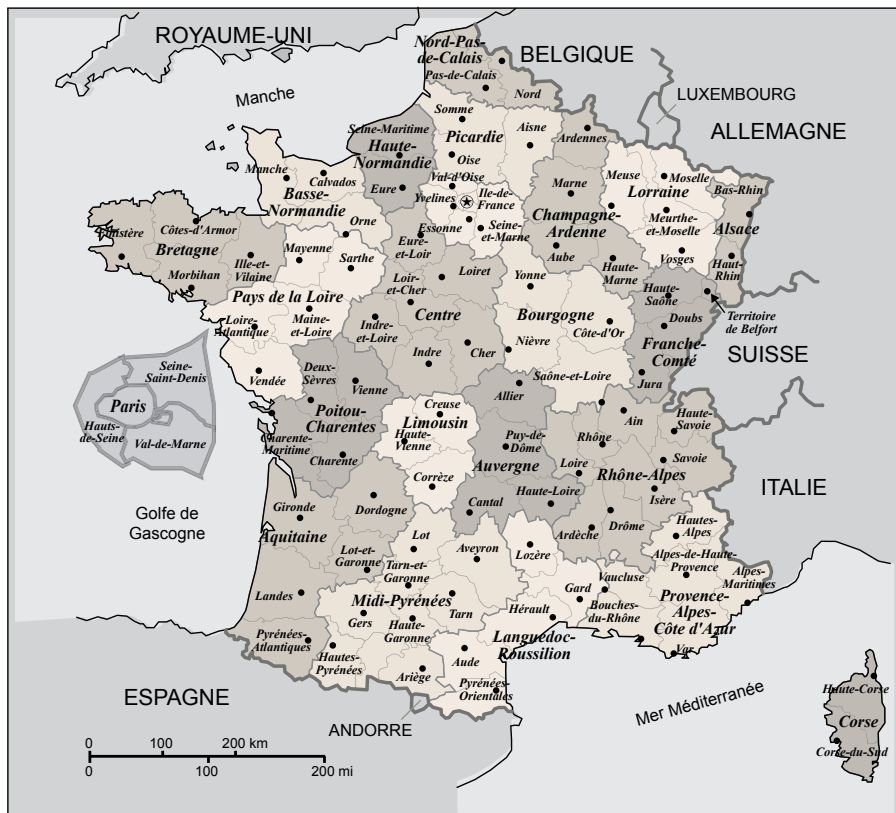 ROYAUME-UNI
Nord-Pas-
de-Calais
BELGIQUE
Pas-de-Calais
Nord
LUXEMBOURG
Manche
Somme
Seine-Maritime
Picardie
Aisne
Ardennes
ALLEMAGNE
Haute-
Normandie
Oise
Val-d'Oise
Manche
Calvados
Eure
Basse-
Normandie
Yvelines
Ile-de-
France
Marne
Meuse
Moselle
Lorraine
Bas-Rhin
Meurthe-
et-Moselle
Alsace
Orne
Essonne
Seine-
et-Marne
Champagne-
Ardenne
Finistère
Côtes-d'Armor
Bretagne
Mayenne
Eure-
et-Loir
Aube
Haute-
Marne
Vosges
Haut-
Rhin
Ille-et-
Vilaine
Sarthe
Morbihan
Loir-
et-Cher
Loiret
Yonne
Haute-
Saône
Pays de la Loire
Centre
Bourgogne
Territoire
de Belfort
Loire-
Atlantique
Maine-
et-Loire
Indre-
et-Loire
Côte-d'Or
Doubs
Franche-
Comté
SUISSE
Nièvre
Indre
Cher
Jura
Seine-
Saint-Denis
Paris
Hauts-
de-Seine
Val-de-Marne
Vendée
Deux-
Sèvres
Vienne
Saône-et-Loire
Allier
Poitou-
Charentes
Creuse
Limousin
Ain
Haute-
Savoie
Rhône
Charente-
Maritime
Haute-
Vienne
Puy-de-
Dôme
Charente
Auvergne
Loire
Savoie
Rhône-Alpes
Corrèze
Isère
ITALIE
Cantal
Haute-Loire
Golfe de
Gascogne
Gironde
Dordogne
Aquitaine
Ardèche
Drôme
Hautes-
Alpes
Lot
Aveyron
Lozère
Lot-et-
Garonne
Tarn-et-
Garonne
Alpes-de-Haute-
Provence
Alpes-
Maritimes
Landes
Midi-Pyrénées
Gard
Vaucluse
Provence-
Alpes-
Côte d'Azur
Gers
Tarn
Hérault
Bouches-
du-Rhône
Haute-
Garonne
Languedoc-
Roussilion
Pyrénées-
Atlantiques
Hautes-
Pyrénées
Ariège
Aude
Var
Pyrénées-
Orientales
ESPAGNE
ANDORRE
Mer Méditerranée
Haute-Corse
Corse
Corse-du-Sud
0 100 200 km
0 100 200 mi